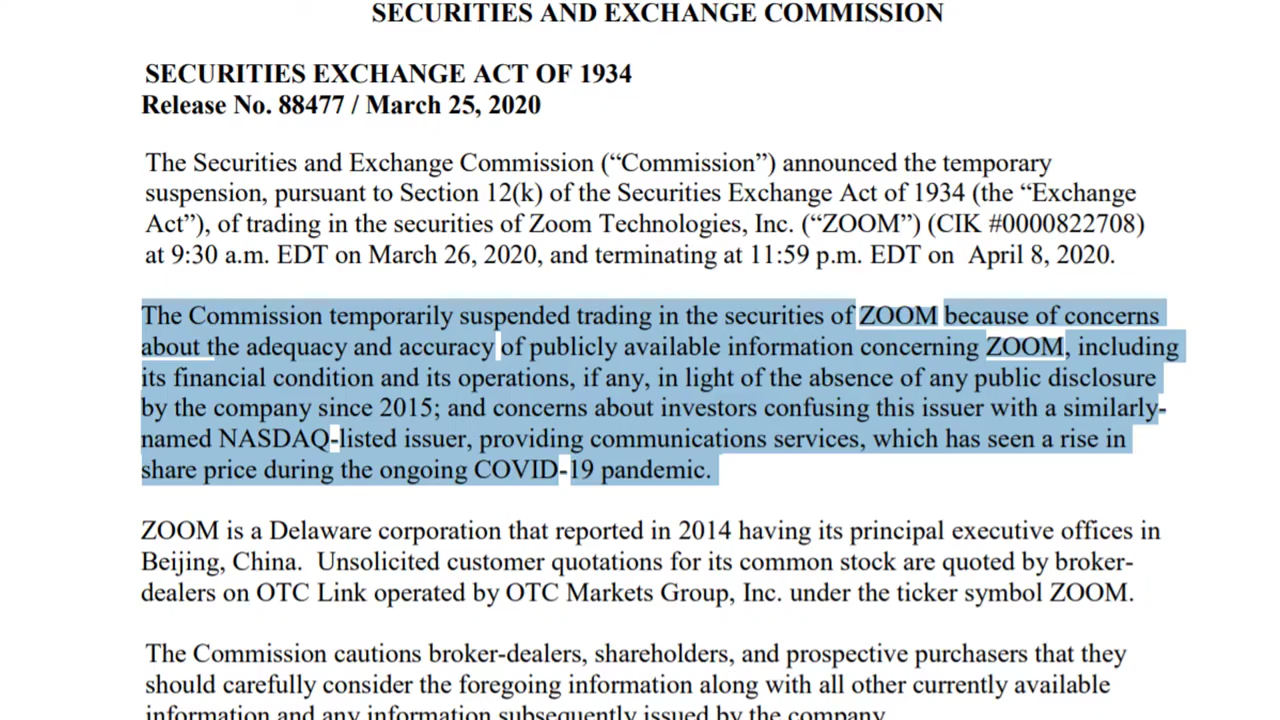 SECURITIES AND EXCHANGE COMMISSION
SECURITIES EXCHANGE ACT OF 1934
Release No. 88477 / March 25, 2020
The Securities and Exchange Commission (“Commission”) announced the temporary
suspension, pursuant to Section 12(k) of the Securities Exchange Act of 1934 (the “Exchange
Act”), of trading in the securities of Zoom Technologies, Inc. (“ZOOM”) (CIK #0000822708)
at 9:30 a.m. EDT on March 26, 2020, and terminating at 11:59 p.m. EDT on April 8, 2020.
The Commission temporarily suspended trading in the securities of ZOOM because of concerns
about the adequacy and accuracy of publicly available information concerning ZOOM, including
its financial condition and its operations, if any, in light of the absence of any public disclosure
by the company since 2015; and concerns about investors confusing this issuer with a similarly-
named NASDAQ-listed issuer, providing communications services, which has seen a rise in
share price during the ongoing COVID-19 pandemic.
ZOOM is a Delaware corporation that reported in 2014 having its principal executive offices in
Beijing, China. Unsolicited customer quotations for its common stock are quoted by broker-
dealers on OTC Link operated by OTC Markets Group, Inc. under the ticker symbol ZOOM.
The Commission cautions broker-dealers, shareholders, and prospective purchasers that they
should carefully consider the foregoing information along with all other currently available
information and any information subsequently issued by the company.